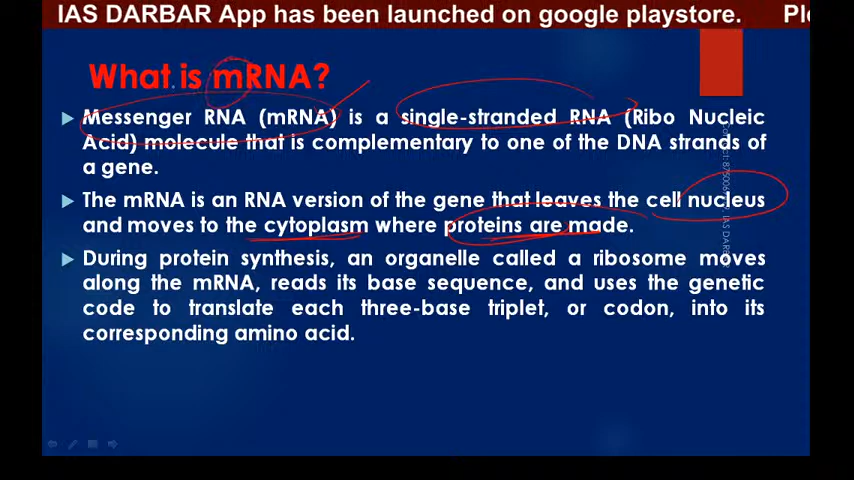 IAS DARBAR App has been launched on google playstore. Ple
What is mRNA?
Messenger RNA (mRNA) is a single-stranded RNA (Ribo Nucleic
Acid) molecule that is complementary to one of the DNA strands of
a gene.
The mRNA is an RNA version of the gene that leaves the cell nucleus
and moves to the cytoplasm where proteins are made.
During protein synthesis, an organelle called a ribosome moves
along the mRNA, reads its base sequence, and uses the genetic
code to translate each three-base triplet, or codon, into its
corresponding amino acid.